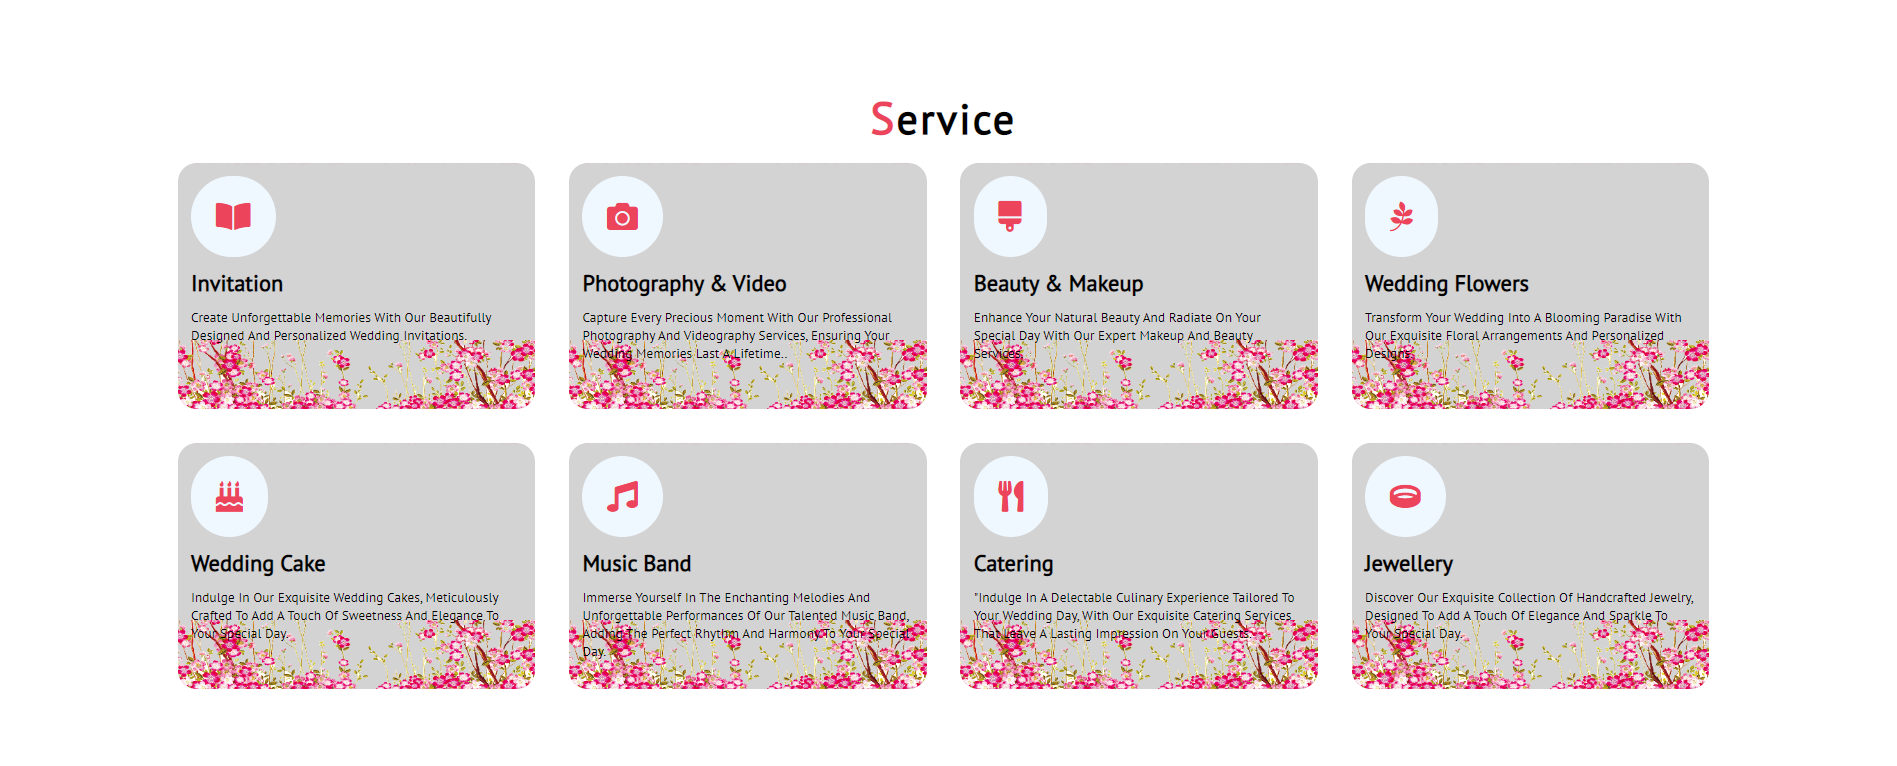 Service
Invitation
Create Unforgettable Memories With Our Beautifully
Designed And Personalized Wedding Invitations.
Photography & Video
Capture Every Precious Moment With Our Professional
Photography And Videography Services, Ensuring Your
Wedding Memories Last A Lifetime..
Beauty & Makeup
Enhance Your Natural Beauty And Radiate On Your
Special Day With Our Expert Makeup And Beauty
Services.
Wedding Flowers
Transform Your Wedding Into A Blooming Paradise With
Our Exquisite Floral Arrangements And Personalized
Designs.
Wedding Cake
Indulge In Our Exquisite Wedding Cakes, Meticulously
Crafted To Add A Touch Of Sweetness And Elegance To
Your Special Day.
Music Band
Immerse Yourself In The Enchanting Melodies And
Unforgettable Performances Of Our Talented Music Band,
Adding The Perfect Rhythm And Harmony To Your Special
Day.
Catering
"Indulge In A Delectable Culinary Experience Tailored To
Your Wedding Day, With Our Exquisite Catering Services
That Leave A Lasting Impression On Your Guests.
Jewellery
Discover Our Exquisite Collection Of Handcrafted Jewelry,
Designed To Add A Touch Of Elegance And Sparkle To
Your Special Day.